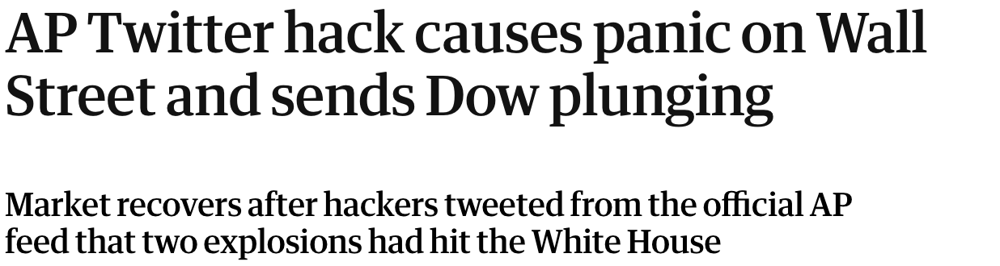 AP Twitter hack causes panic on Wall
Street and sends Dow plunging
Market recovers after hackers tweeted from the official AP
feed that two explosions had hit the White House